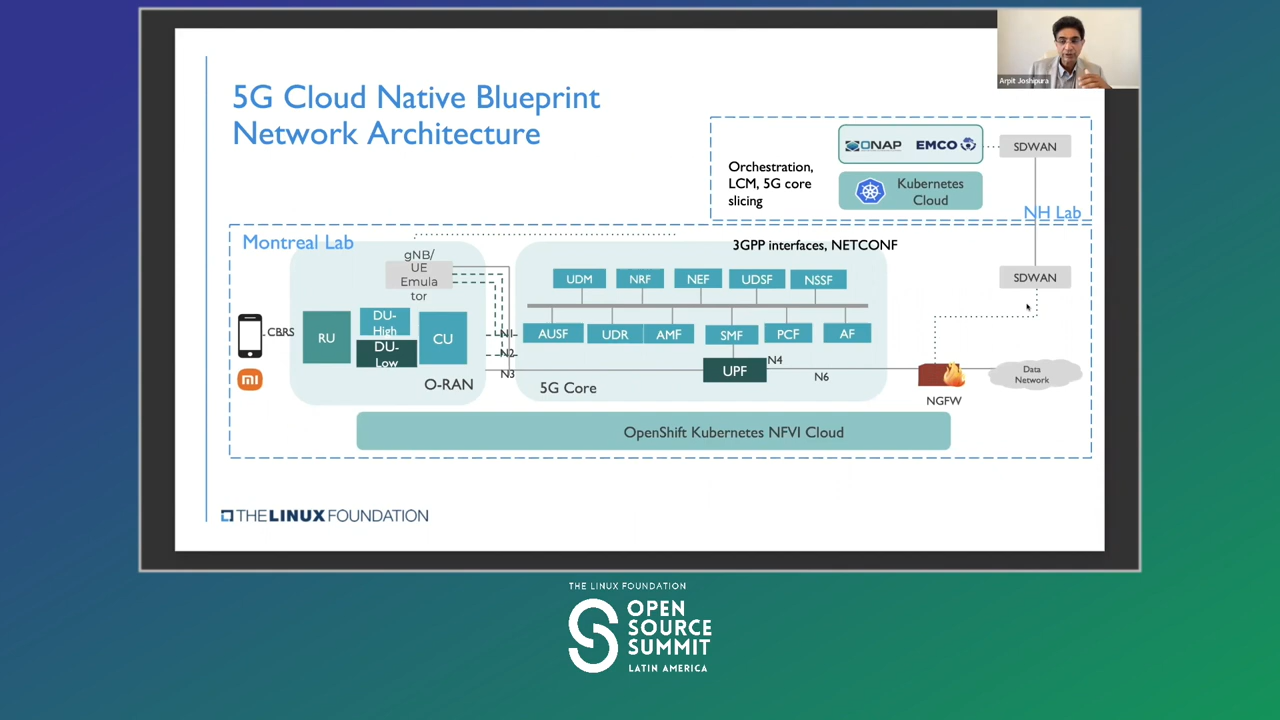 Arpit Joshipura
5G Cloud Native Blueprint
Network Architecture
Orchestration,
LCM, 5G core
slicing
ONAP
EMCO
SDWAN
Kubernetes
Cloud
NH Lab
Montreal Lab
3GPP interfaces, NETCONF
gNB/
UE
Emula
tor
UDM
NRF
NEF
UDSF
NSSF
SDWAN
CBRS
RU
DU-
High
DU-
Low
CU
N1
N2
N3
AUSF
UDR
AMF
SMF
PCF
AF
mi
O-RAN
5G Core
UPF
N4
N6
NGFW
Data
Network
OpenShift Kubernetes NFVI Cloud
THE LINUX FOUNDATION
THE LINUX FOUNDATION
OPEN
SOURCE
SUMMIT
LATIN AMERICA